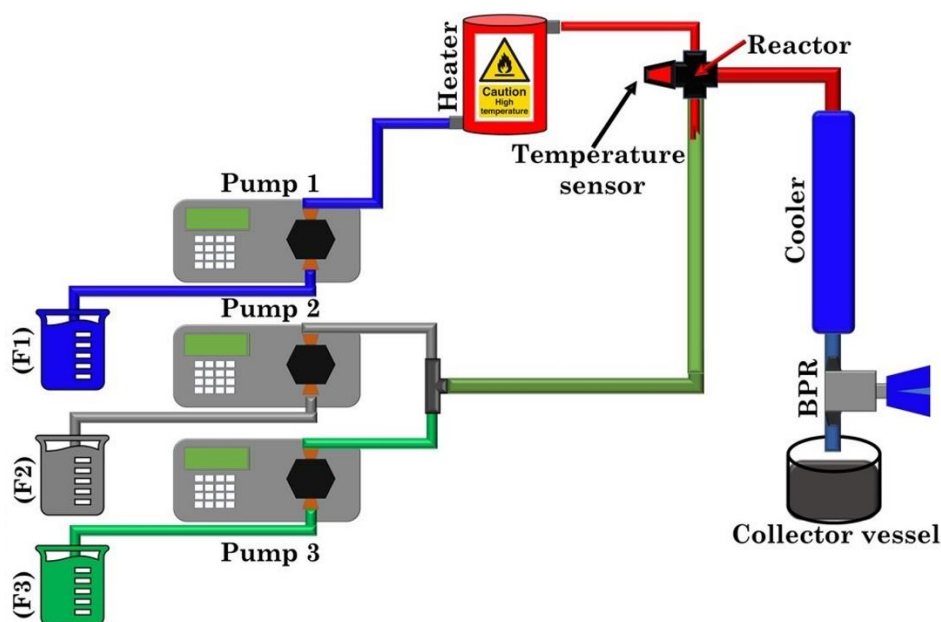 Heater
Caution
High
temperature
Reactor
Temperature
sensor
Pump 1
Cooler
(F1)
Pump 2
BPR
(F2)
Collector vessel
Pump 3
(F3)